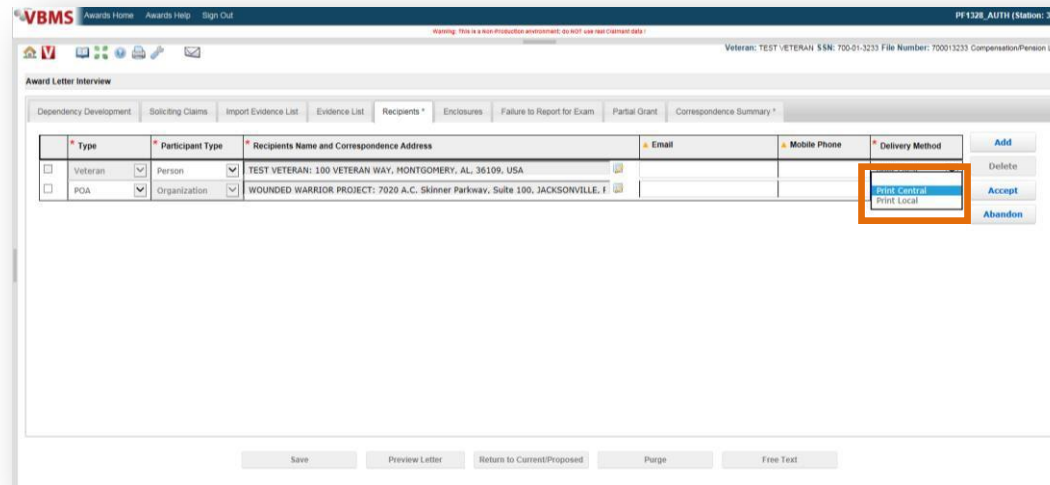 VBMS Awards Home Awards Help Sign Out PF1328_AUTH (Station: 3
Warning: This is a Non-Production environment; do NOT use real Claimant data !
Veteran: TEST VETERAN SSN: 700-01-3233 File Number: 700013233 Compensation/Pension L
Award Letter Interview
Dependency Development Soliciting Claims Import Evidence List Evidence List Recipients * Enclosures Failure to Report for Exam Partial Grant Correspondence Summary *
* Type * Participant Type * Recipients Name and Correspondence Address Email Mobile Phone * Delivery Method Add
Veteran Person TEST VETERAN: 100 VETERAN WAY, MONTGOMERY, AL, 36109, USA Delete
POA Organization WOUNDED WARRIOR PROJECT: 7020 A.C. Skinner Parkway, Suite 100, JACKSONVILLE, F Print Central Accept
Print Local
Abandon
Save Preview Letter Return to Current/Proposed Purge Free Text